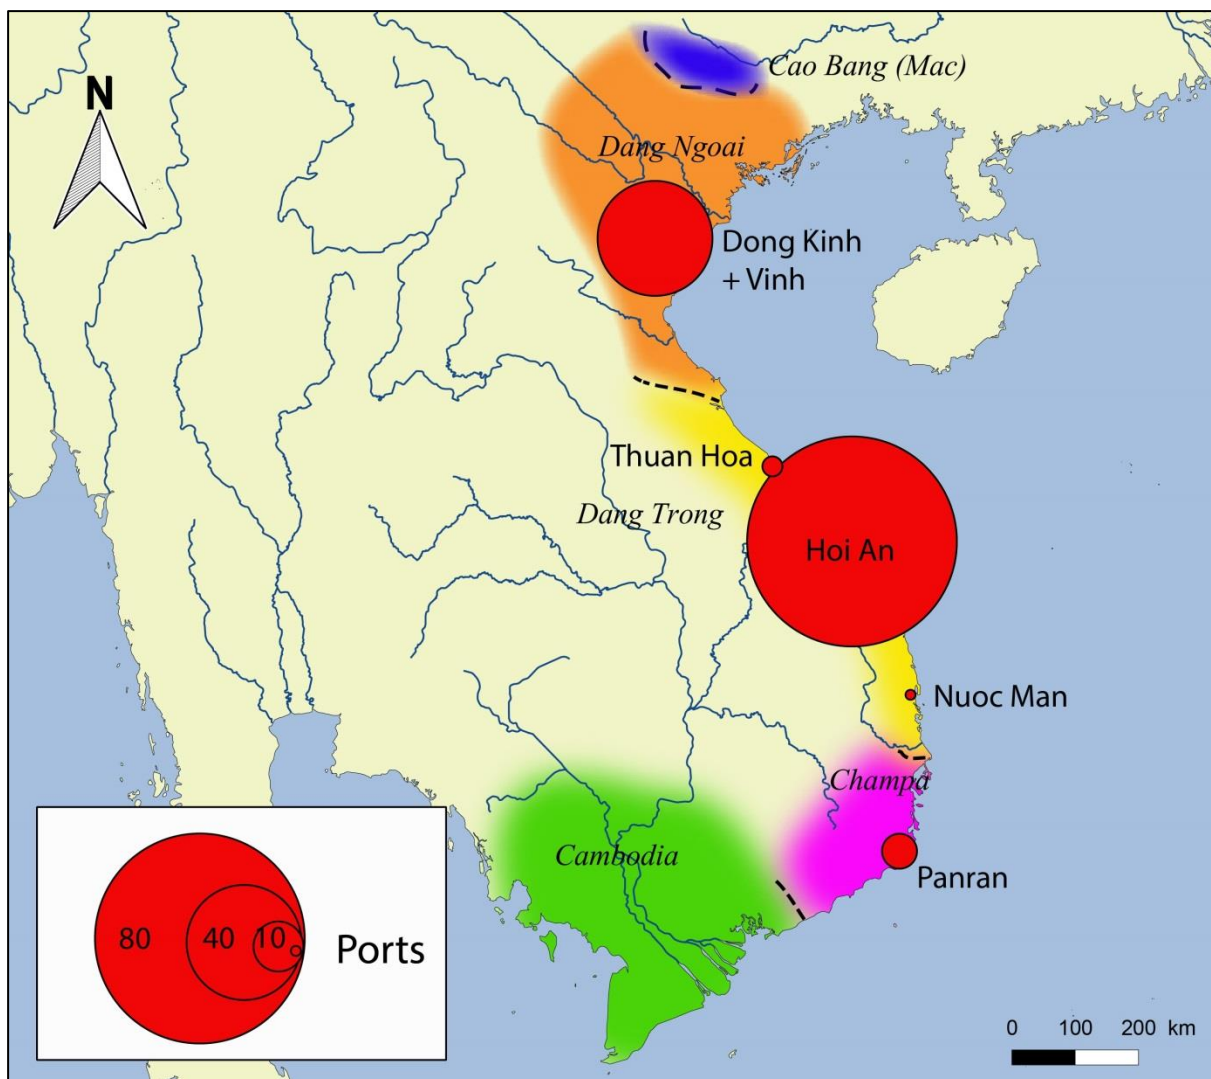 N
Cao Bang (Mac)
Dang Ngoai
Dong Kinh
+ Vinh
Thuan Hoa
Dang Trong
Hoi An
Nuoc Man
Champa
Cambodia
Panran
80 40 10 Ports
0 100 200 km